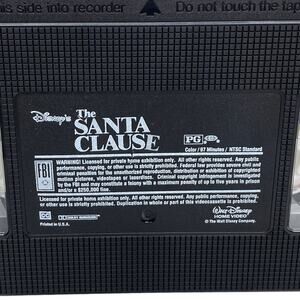 his side into recorder
Do not touch the tap
Disney's
The
SANTA
CLAUSE
PG
Color / 97 Minutes / NTSC Standard
FBI
WARNING! Licensed for private home exhibition only. All other rights reserved. Any public
performance, copying, or other use is strictly prohibited. Federal law provides severe civil and
criminal penalties for the unauthorized reproduction, distribution or exhibition of copyrighted
motion pictures, videotapes or laserdiscs. Criminal copyright infringement is investigated
by the FBI and may constitute a felony with a maximum penalty of up to five years in prison
and/or a $250,000 fine.
Licensed for private home exhibition only. All other rights reserved. Any public performance, copying, or other use is
strictly prohibited. Duplication in whole or part of this videocassette is prohibited.
Printed in U.S.A.
Walt Disney
HOME VIDEO
© The Walt Disney Company.